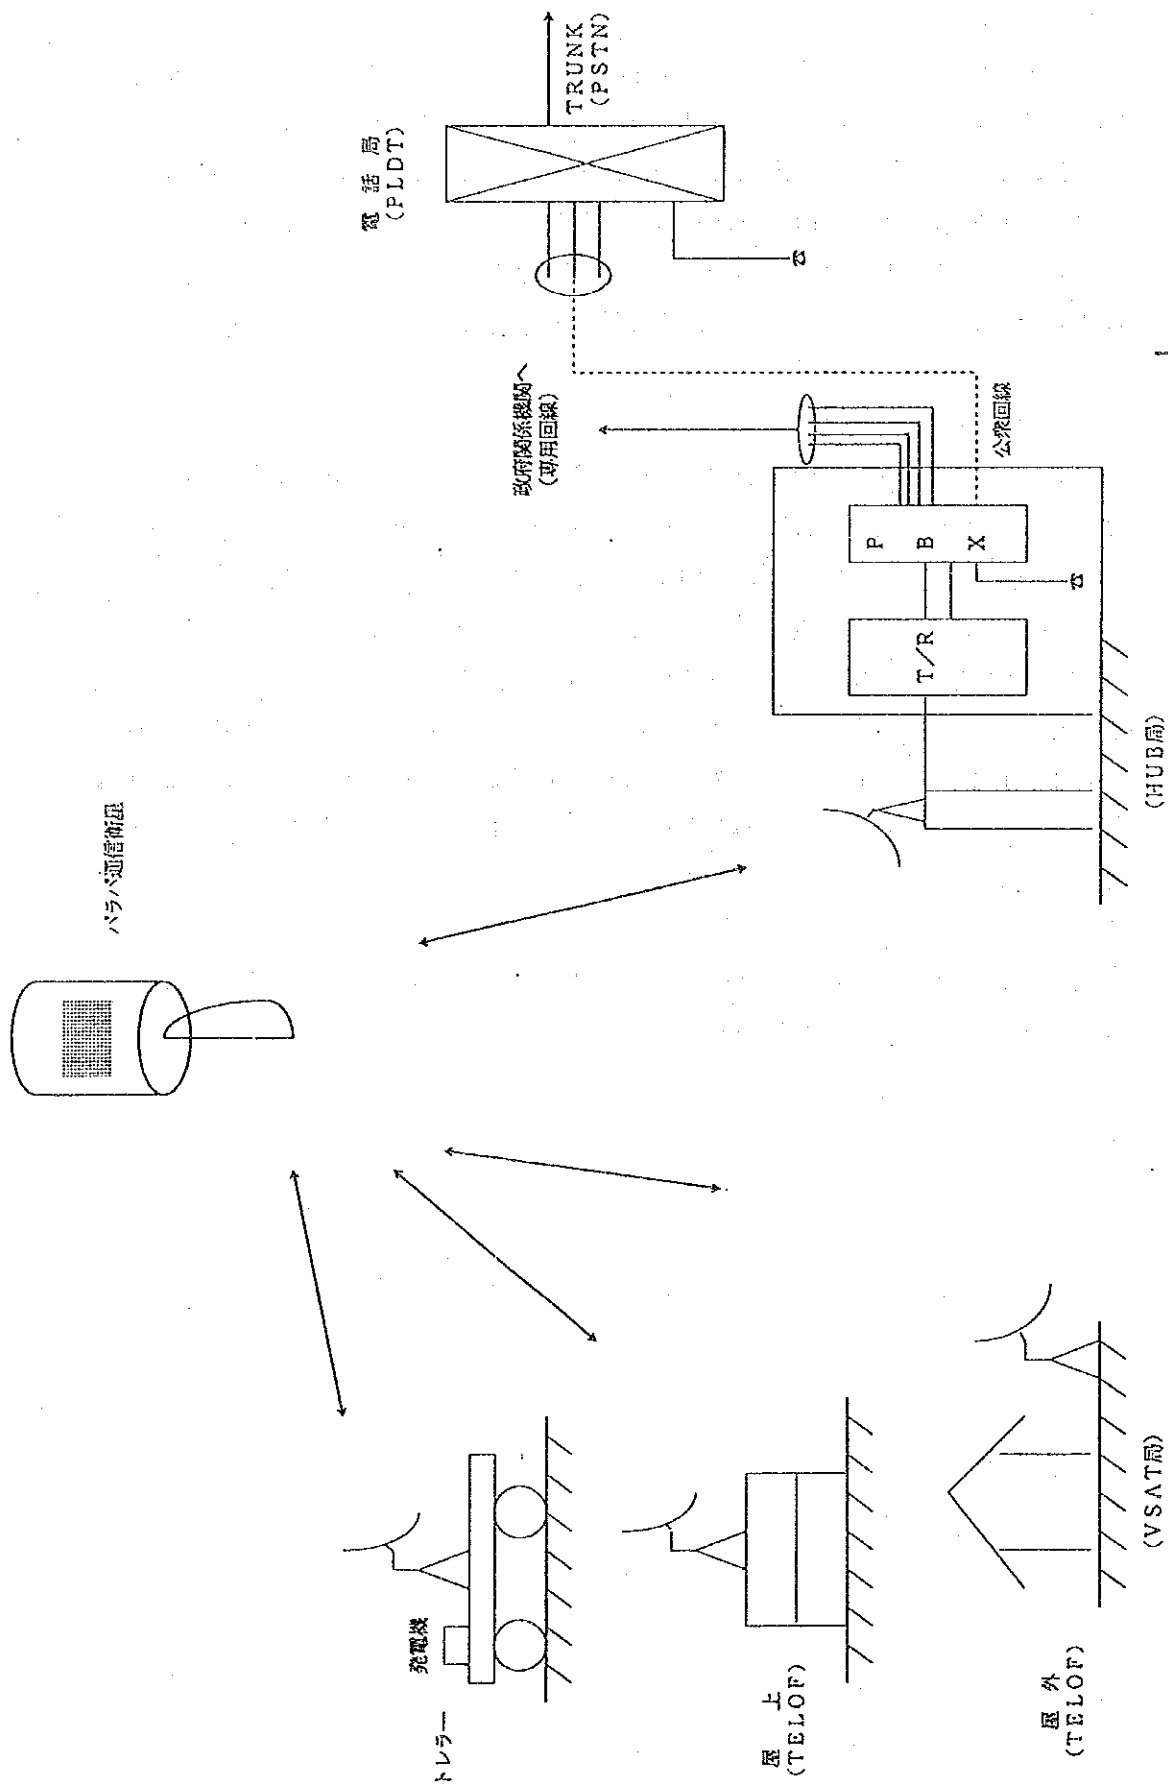 パラパ通信衛星
トレラー
発電機
屋上
(TELOF)
屋外
(TELOF)
(VSAT局)
政府関係機関へ
(専用回線)
電話局
(PLDT)
TRUNK
(PSTN)
公衆回線
T/R
P
B
X
(HUB局)